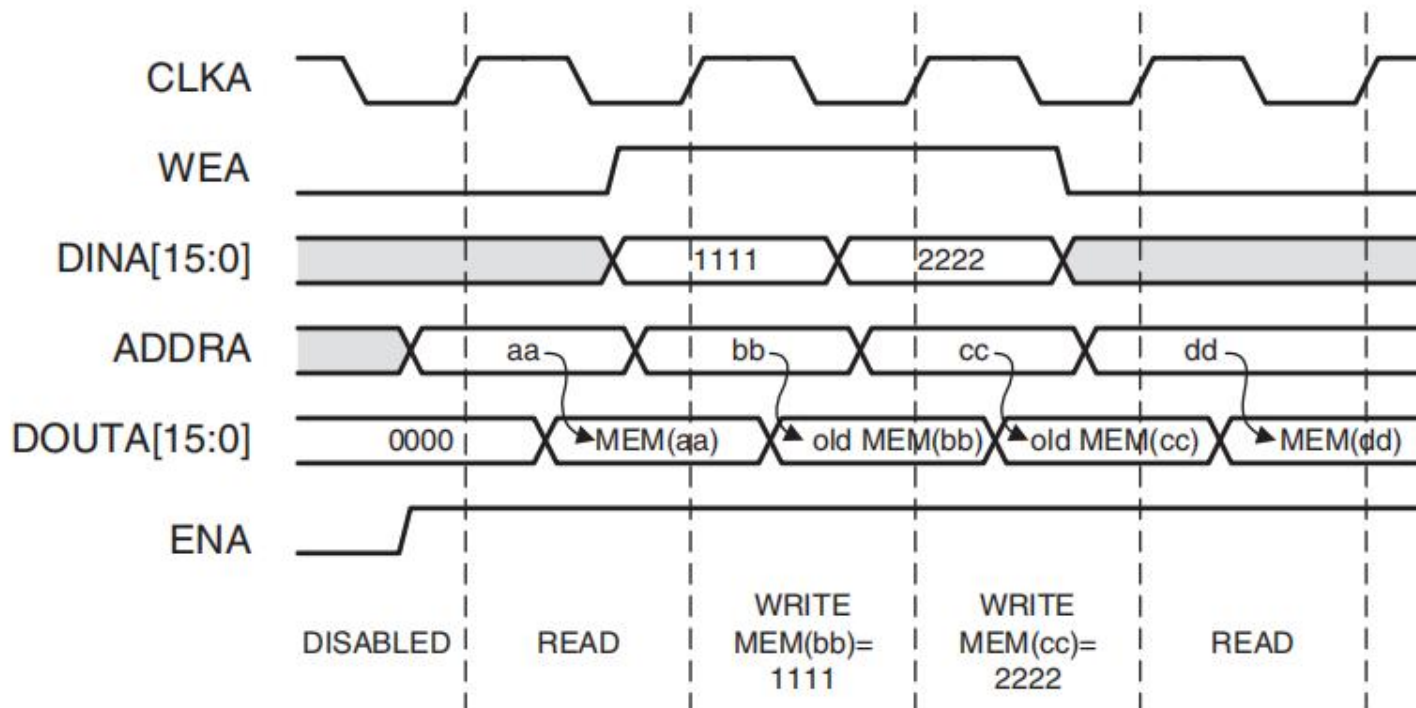 CLKA
WEA
DINA[15:0] 1111 2222
ADDRA aa bb cc dd
DOUTA[15:0] 0000 MEM(aa) old MEM(bb) old MEM(cc) MEM(dd)
ENA
DISABLED
READ
WRITE
MEM(bb)=
1111
WRITE
MEM(cc)=
2222
READ